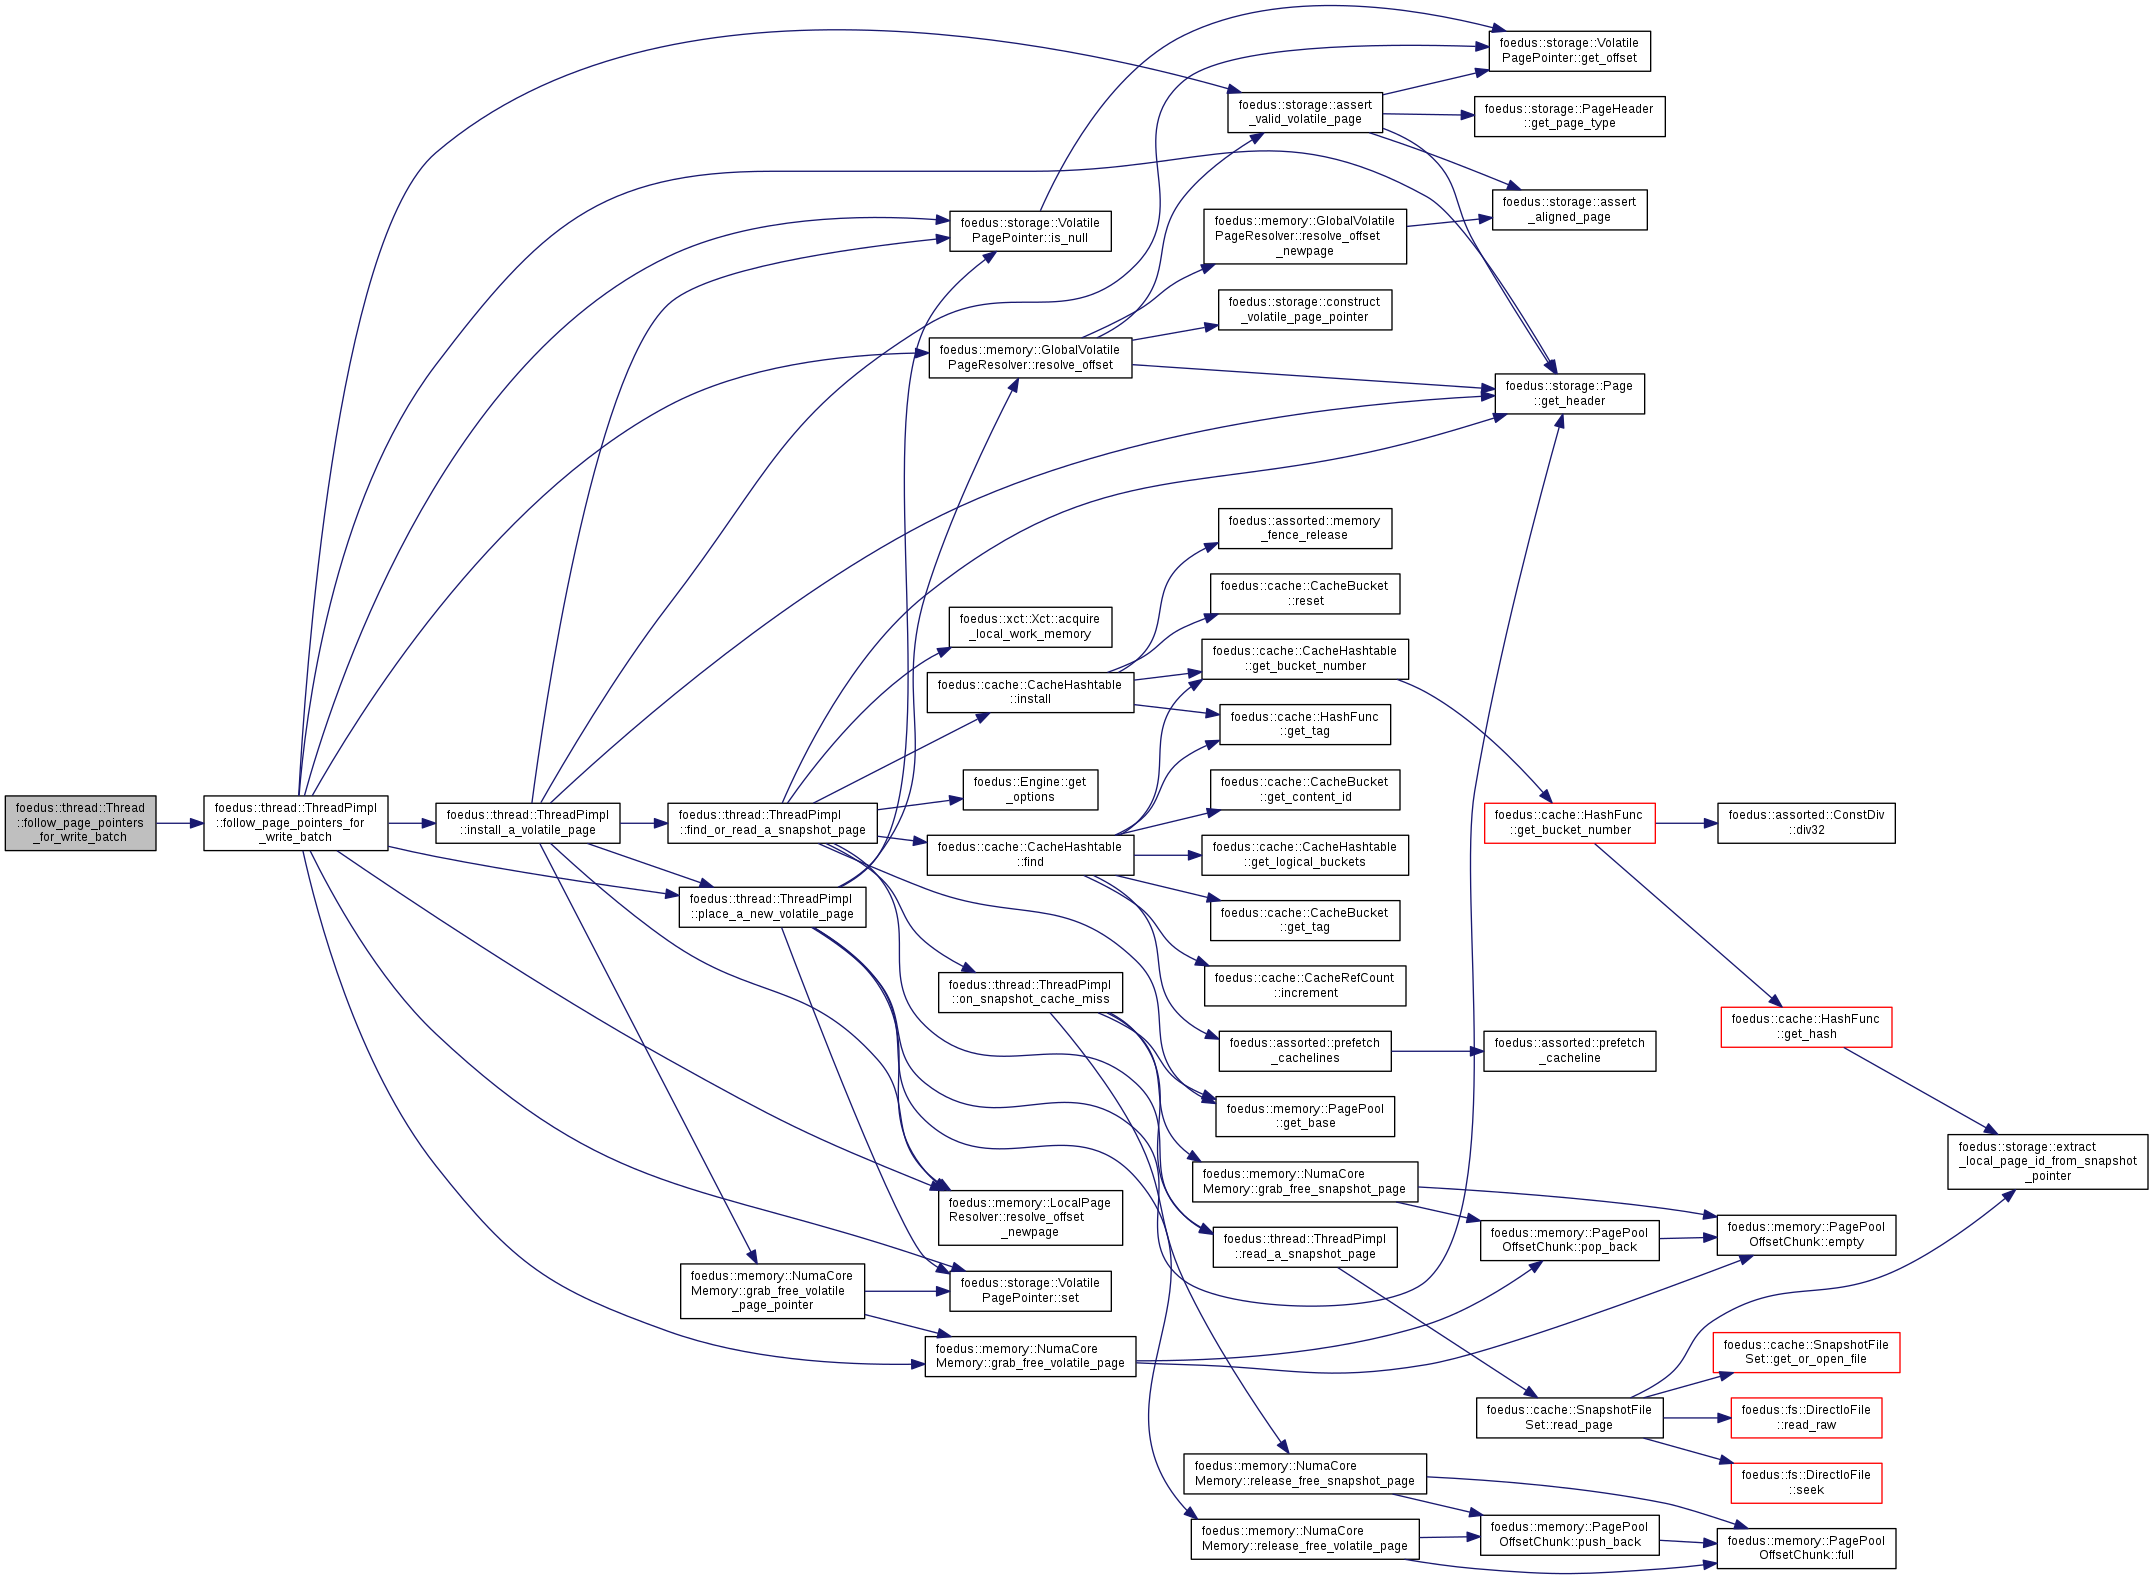 foedus::thread::Thread
::follow_page_pointers
_for_write_batch
foedus::thread::ThreadPimpl
::follow_page_pointers_for
_write_batch
foedus::thread::ThreadPimpl
::install_a_volatile_page
foedus::thread::ThreadPimpl
::find_or_read_a_snapshot_page
foedus::thread::ThreadPimpl
::place_a_new_volatile_page
foedus::memory::NumaCore
Memory::grab_free_volatile
_page_pointer
foedus::storage::Volatile
PagePointer::is_null
foedus::memory::GlobalVolatile
PageResolver::resolve_offset
foedus::xct::Xct::acquire
_local_work_memory
foedus::cache::CacheHashtable
::install
foedus::Engine::get
_options
foedus::cache::CacheHashtable
::find
foedus::thread::ThreadPimpl
::on_snapshot_cache_miss
foedus::memory::LocalPage
Resolver::resolve_offset
_newpage
foedus::storage::Volatile
PagePointer::set
foedus::memory::NumaCore
Memory::grab_free_volatile_page
foedus::storage::assert
_valid_volatile_page
foedus::memory::GlobalVolatile
PageResolver::resolve_offset
_newpage
foedus::storage::construct
_volatile_page_pointer
foedus::assorted::memory
_fence_release
foedus::cache::CacheBucket
::reset
foedus::cache::CacheHashtable
::get_bucket_number
foedus::cache::HashFunc
::get_tag
foedus::cache::CacheBucket
::get_content_id
foedus::cache::CacheHashtable
::get_logical_buckets
foedus::cache::CacheBucket
::get_tag
foedus::cache::CacheRefCount
::increment
foedus::assorted::prefetch
_cachelines
foedus::memory::PagePool
::get_base
foedus::memory::NumaCore
Memory::grab_free_snapshot_page
foedus::thread::ThreadPimpl
::read_a_snapshot_page
foedus::memory::NumaCore
Memory::release_free_snapshot_page
foedus::memory::NumaCore
Memory::release_free_volatile_page
foedus::storage::Volatile
PagePointer::get_offset
foedus::storage::PageHeader
::get_page_type
foedus::storage::assert
_aligned_page
foedus::storage::Page
::get_header
foedus::cache::HashFunc
::get_bucket_number
foedus::assorted::prefetch
_cacheline
foedus::memory::PagePool
OffsetChunk::pop_back
foedus::cache::SnapshotFile
Set::read_page
foedus::memory::PagePool
OffsetChunk::push_back
foedus::assorted::ConstDiv
::div32
foedus::cache::HashFunc
::get_hash
foedus::memory::PagePool
OffsetChunk::empty
foedus::cache::SnapshotFile
Set::get_or_open_file
foedus::fs::DirectIoFile
::read_raw
foedus::fs::DirectIoFile
::seek
foedus::memory::PagePool
OffsetChunk::full
foedus::storage::extract
_local_page_id_from_snapshot
_pointer